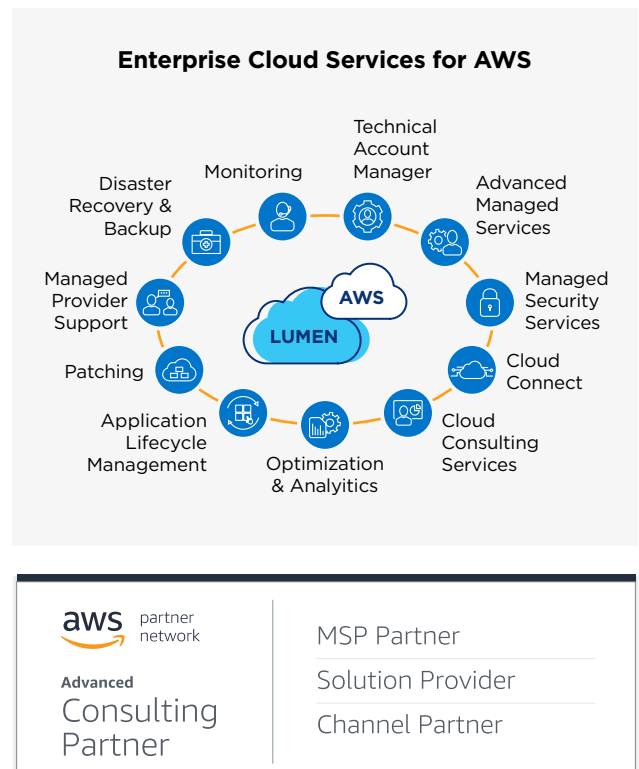 Enterprise Cloud Services for AWS
Technical
Account
Manager
Monitoring
Advanced
Managed
Services
Disaster
Recovery &
Backup
Managed
Provider
Support
Managed
Security
Services
AWS
LUMEN
Patching
Cloud
Connect
Application
Lifecycle
Management
Optimization
& Analyitics
Cloud
Consulting
Services
aws
partner
network
Advanced
Consulting
Partner
MSP Partner
Solution Provider
Channel Partner